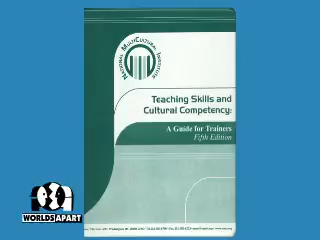 NATIONAL MULTICULTURAL INSTITUTE
Teaching Skills and
Cultural Competency:
A Guide for Trainers
Fifth Edition
WORLDS APART